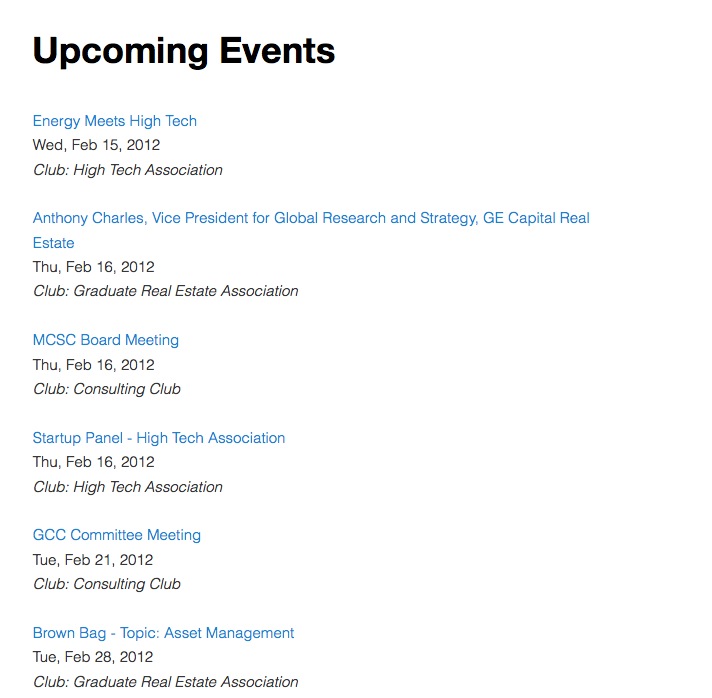 Upcoming Events
Energy Meets High Tech
Wed, Feb 15, 2012
Club: High Tech Association
Anthony Charles, Vice President for Global Research and Strategy, GE Capital Real
Estate
Thu, Feb 16, 2012
Club: Graduate Real Estate Association
MCSC Board Meeting
Thu, Feb 16, 2012
Club: Consulting Club
Startup Panel - High Tech Association
Thu, Feb 16, 2012
Club: High Tech Association
GCC Committee Meeting
Tue, Feb 21, 2012
Club: Consulting Club
Brown Bag - Topic: Asset Management
Tue, Feb 28, 2012
Club: Graduate Real Estate Association